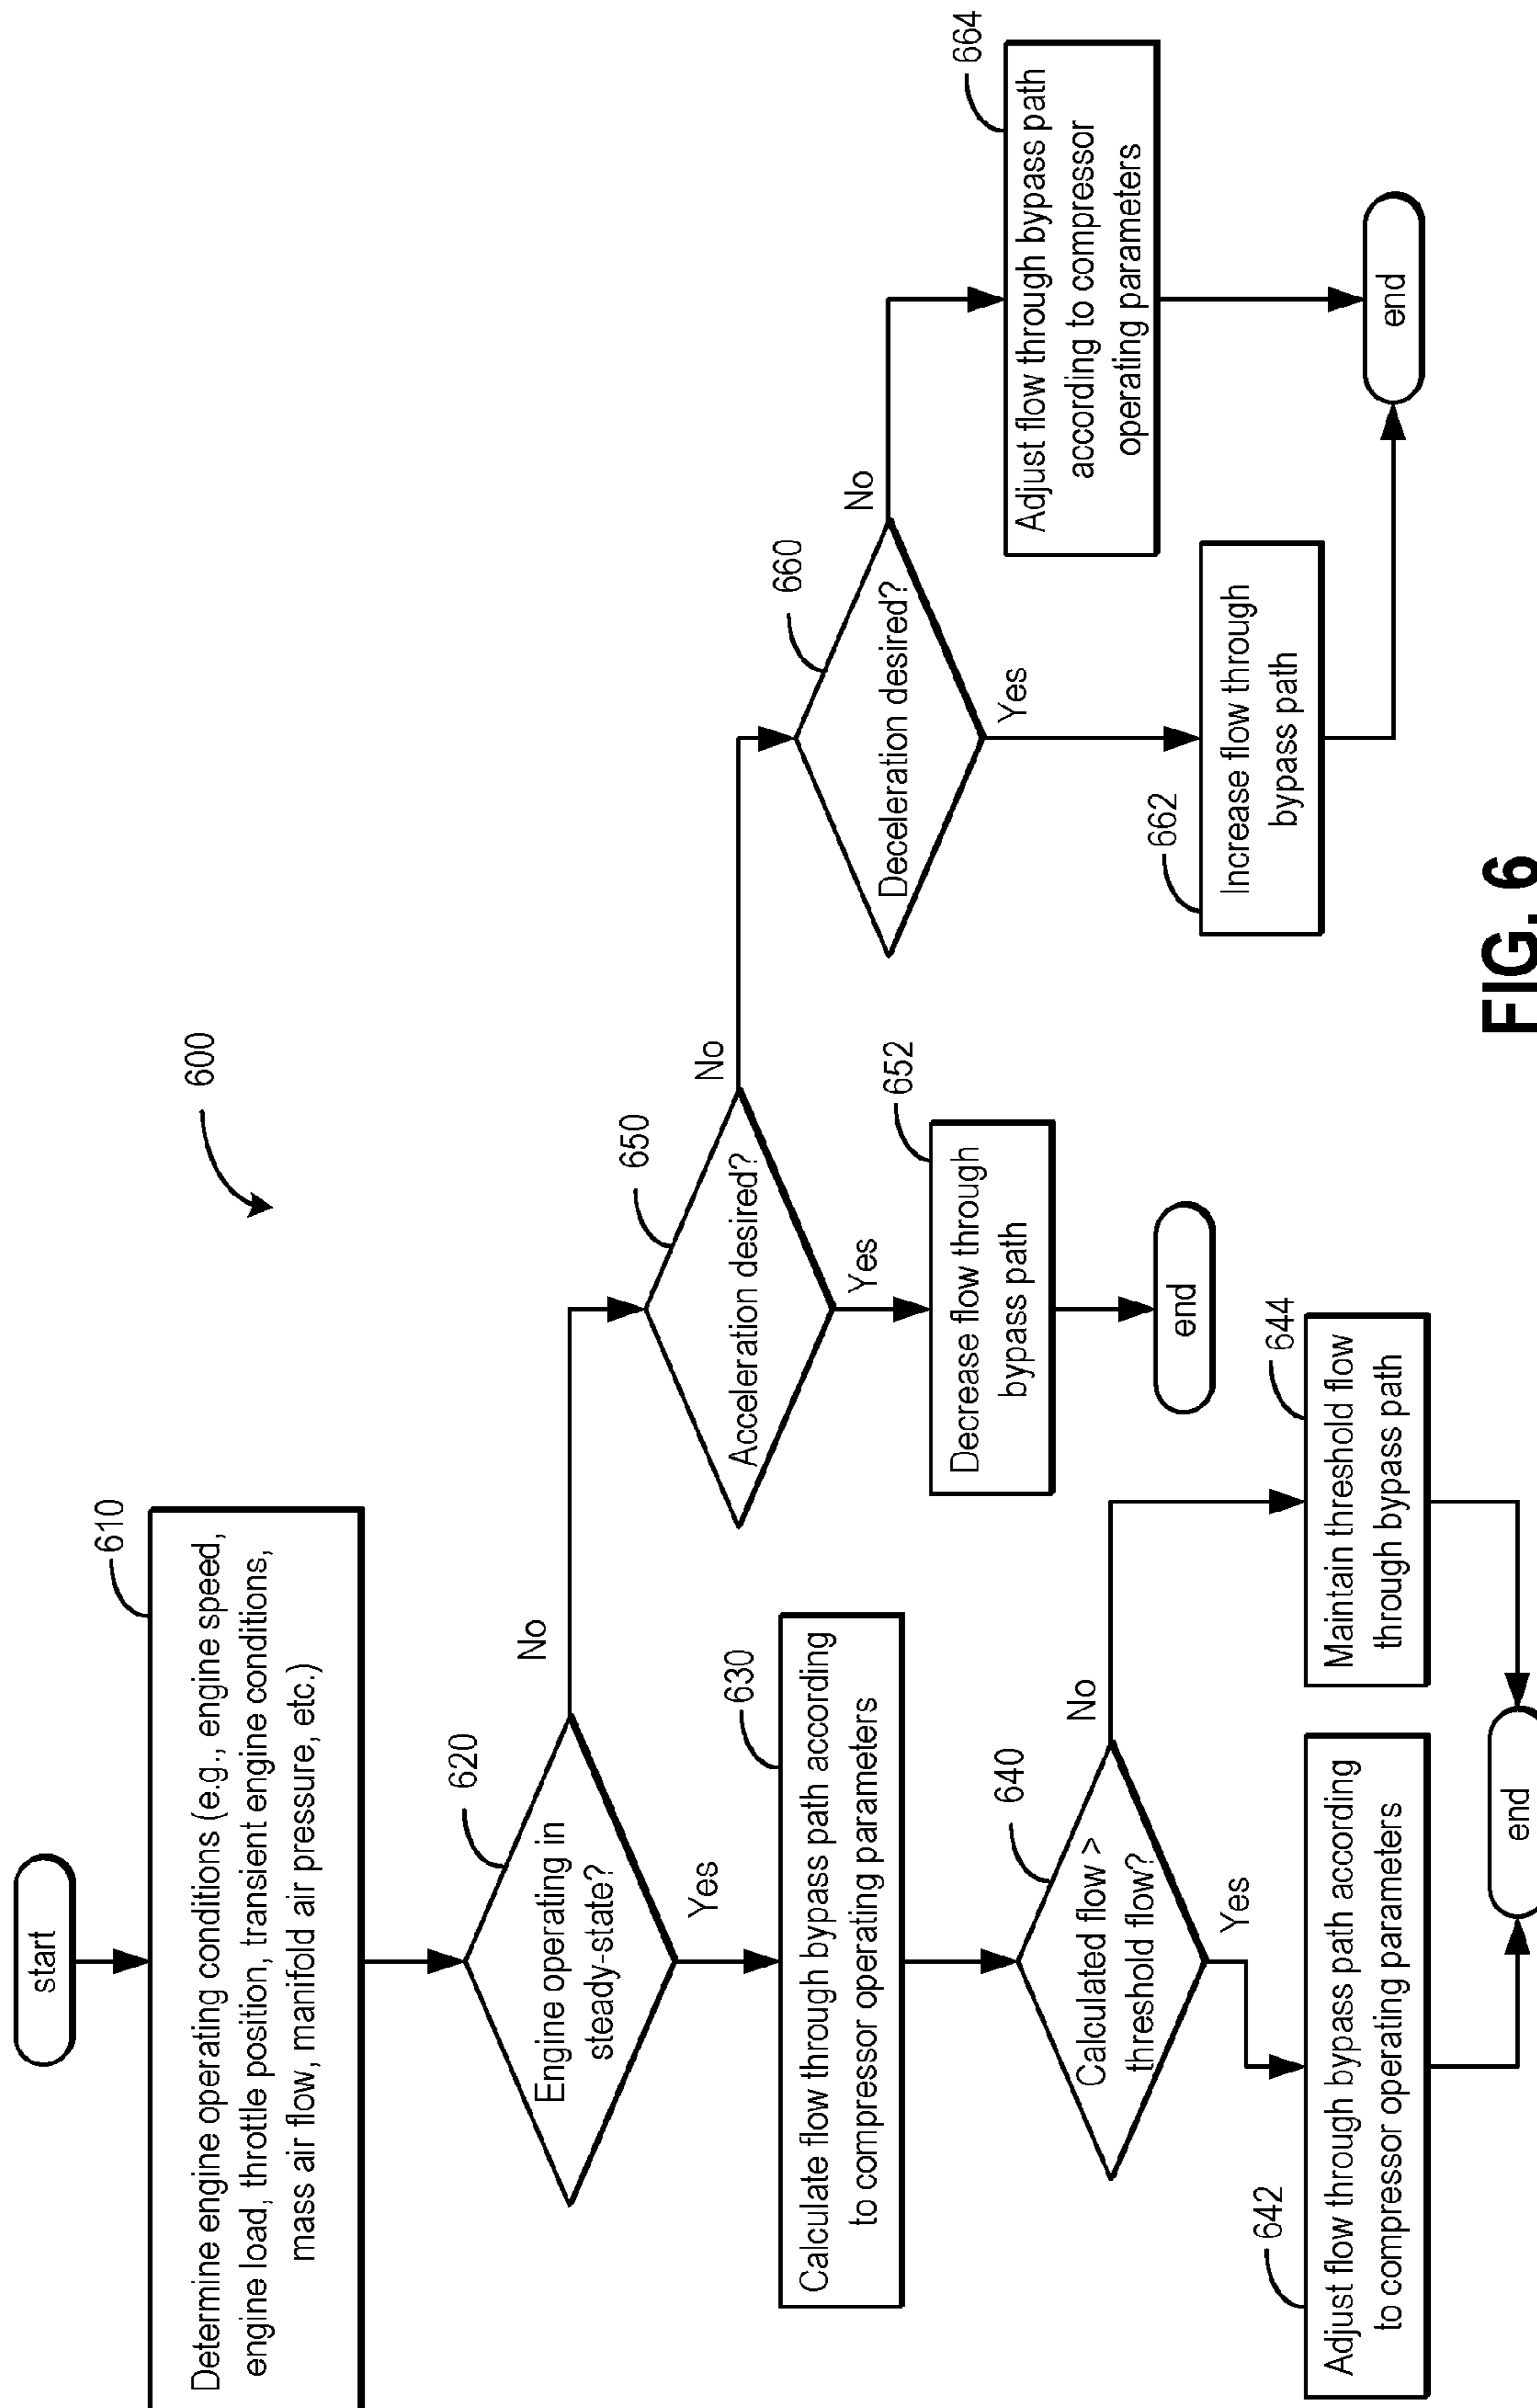 600
start
610
Determine engine operating conditions (e.g., engine speed,
engine load, throttle position, transient engine conditions,
mass air flow, manifold air pressure, etc.)
620
Engine operating in
steady-state?
No
Yes
630
Calculate flow through bypass path according
to compressor operating parameters
640
Calculated flow >
threshold flow?
No
Yes
642
Adjust flow through bypass path according
to compressor operating parameters
644
Maintain threshold flow
through bypass path
end
650
Acceleration desired?
No
Yes
652
Decrease flow through
bypass path
end
660
Deceleration desired?
No
Yes
662
Increase flow through
bypass path
664
Adjust flow through bypass path
according to compressor
operating parameters
end
FIG. 6